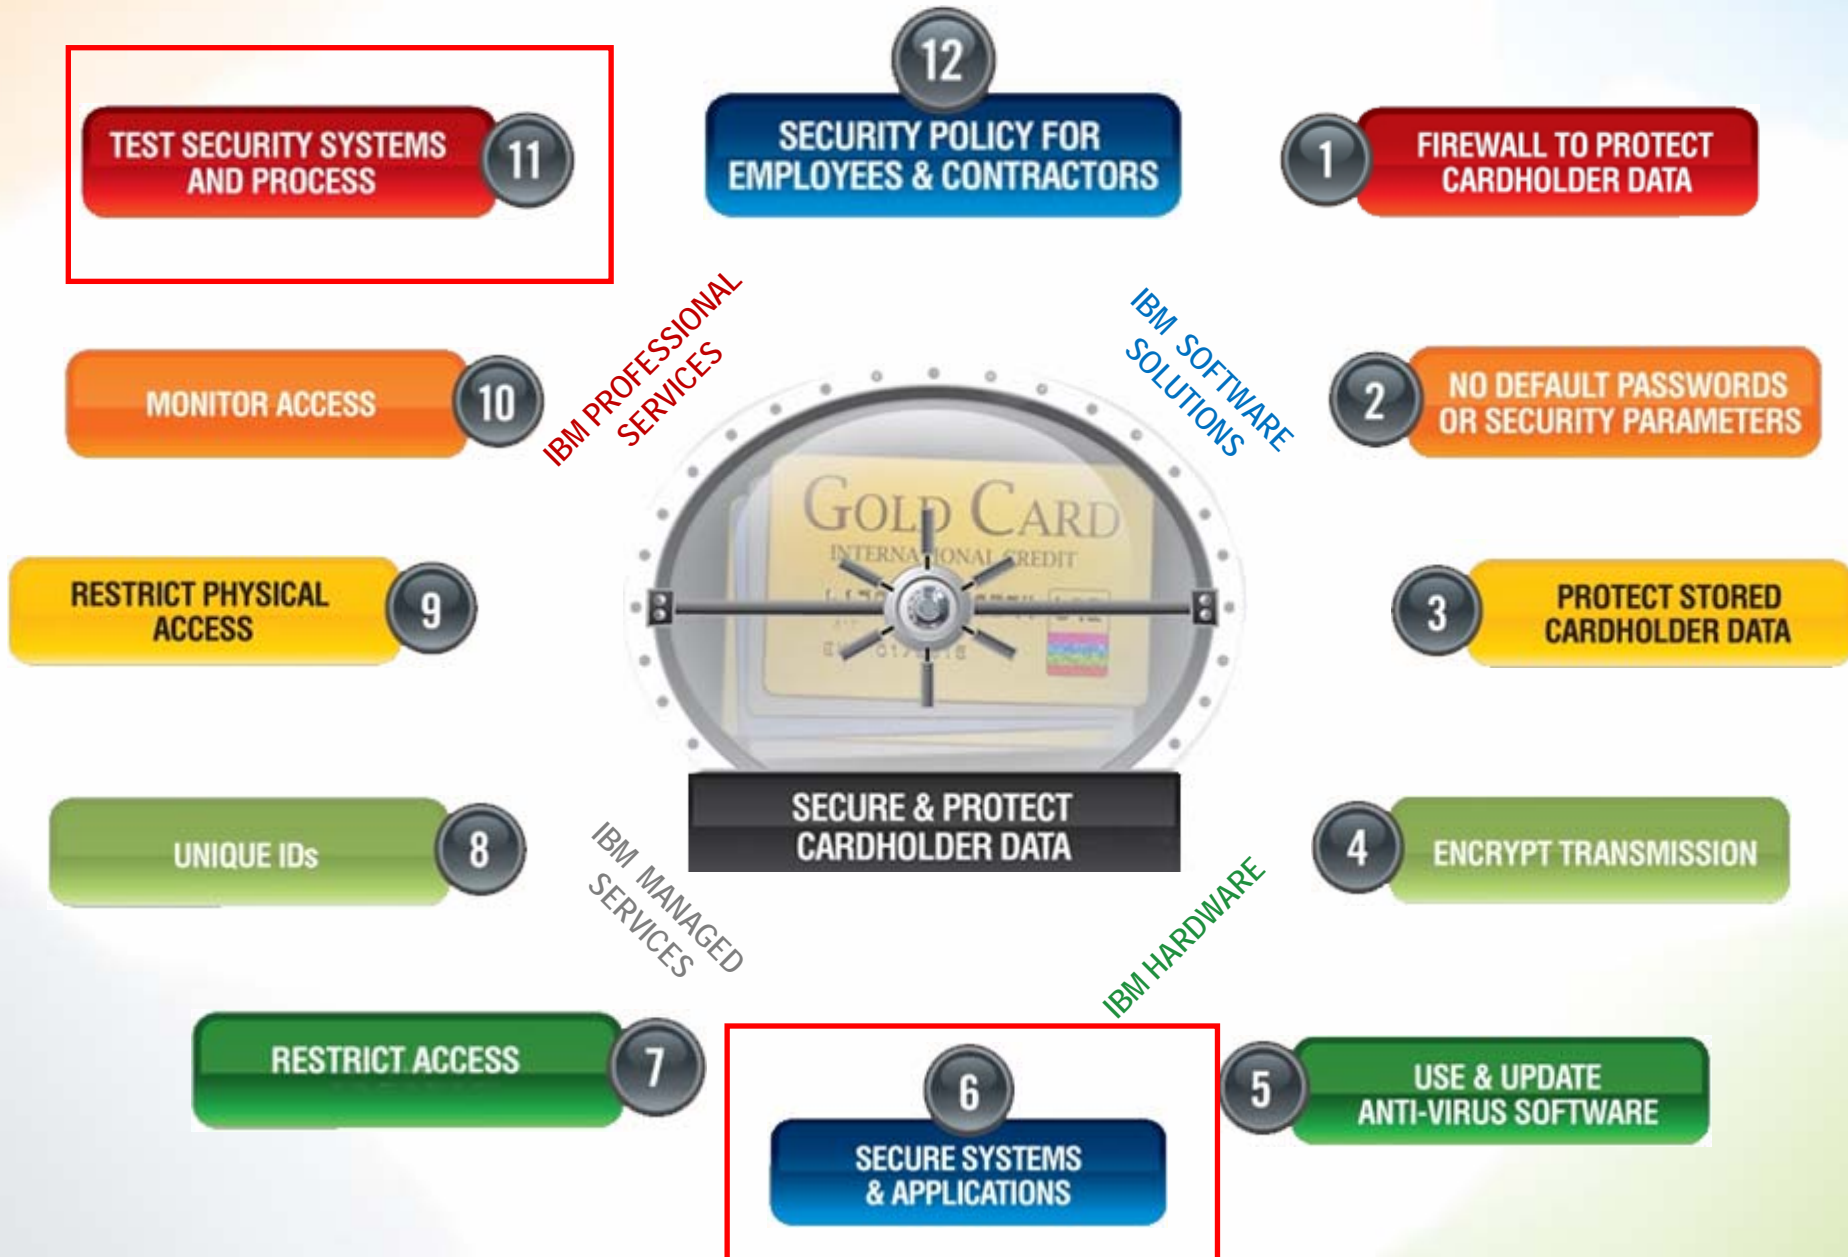 12
SECURITY POLICY FOR
EMPLOYEES & CONTRACTORS
1
FIREWALL TO PROTECT
CARDHOLDER DATA
2
NO DEFAULT PASSWORDS
OR SECURITY PARAMETERS
3
PROTECT STORED
CARDHOLDER DATA
4
ENCRYPT TRANSMISSION
5
USE & UPDATE
ANTI-VIRUS SOFTWARE
6
SECURE SYSTEMS
& APPLICATIONS
RESTRICT ACCESS
7
UNIQUE IDs
8
RESTRICT PHYSICAL
ACCESS
9
MONITOR ACCESS
10
TEST SECURITY SYSTEMS
AND PROCESS
11
IBM PROFESSIONAL
SERVICES
IBM SOFTWARE
SOLUTIONS
GOLD CARD
INTERNATIONAL CREDIT
SECURE & PROTECT
CARDHOLDER DATA
IBM MANAGED
SERVICES
IBM HARDWARE